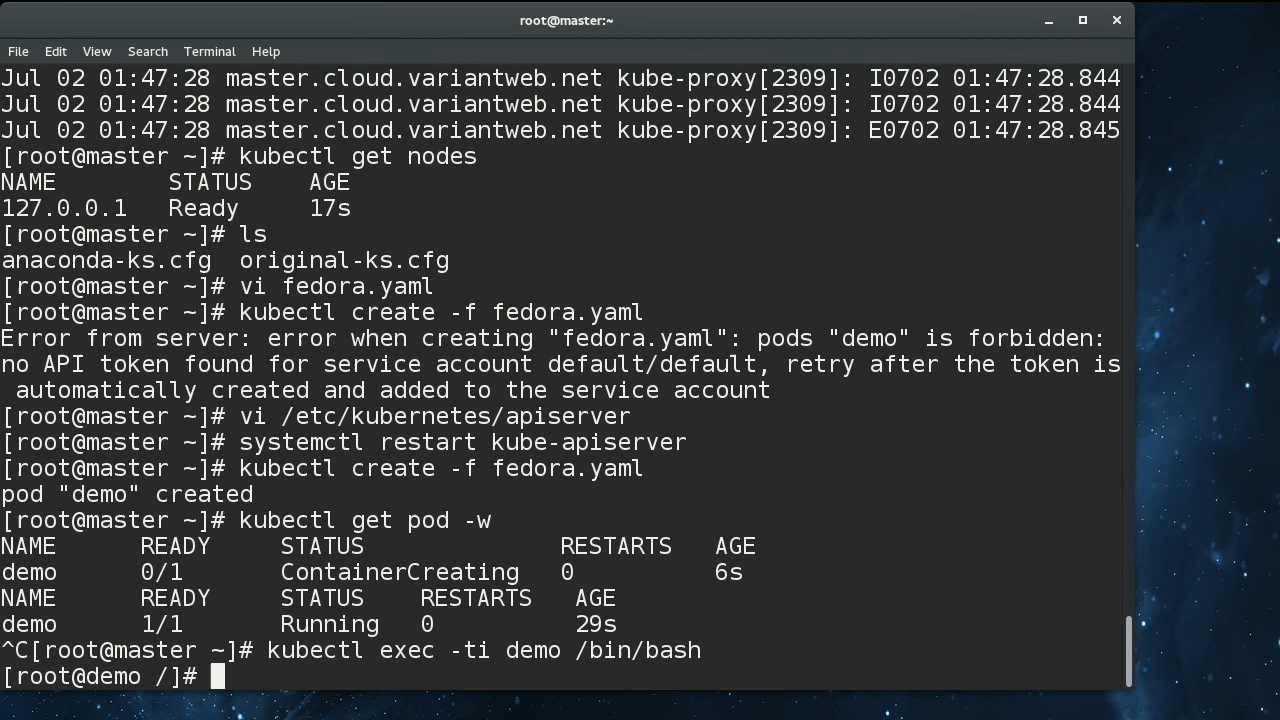 root@master:~
File Edit View Search Terminal Help
Jul 02 01:47:28 master.cloud.variantweb.net kube-proxy[2309]: I0702 01:47:28.844
Jul 02 01:47:28 master.cloud.variantweb.net kube-proxy[2309]: I0702 01:47:28.844
Jul 02 01:47:28 master.cloud.variantweb.net kube-proxy[2309]: E0702 01:47:28.845
[root@master ~]# kubectl get nodes
NAME        STATUS    AGE
127.0.0.1   Ready     17s
[root@master ~]# ls
anaconda-ks.cfg  original-ks.cfg
[root@master ~]# vi fedora.yaml
[root@master ~]# kubectl create -f fedora.yaml
Error from server: error when creating "fedora.yaml": pods "demo" is forbidden:
no API token found for service account default/default, retry after the token is
 automatically created and added to the service account
[root@master ~]# vi /etc/kubernetes/apiserver
[root@master ~]# systemctl restart kube-apiserver
[root@master ~]# kubectl create -f fedora.yaml
pod "demo" created
[root@master ~]# kubectl get pod -w
NAME      READY     STATUS              RESTARTS   AGE
demo      0/1       ContainerCreating   0          6s
NAME      READY     STATUS    RESTARTS   AGE
demo      1/1       Running   0          29s
^C[root@master ~]# kubectl exec -ti demo /bin/bash
[root@demo /]#